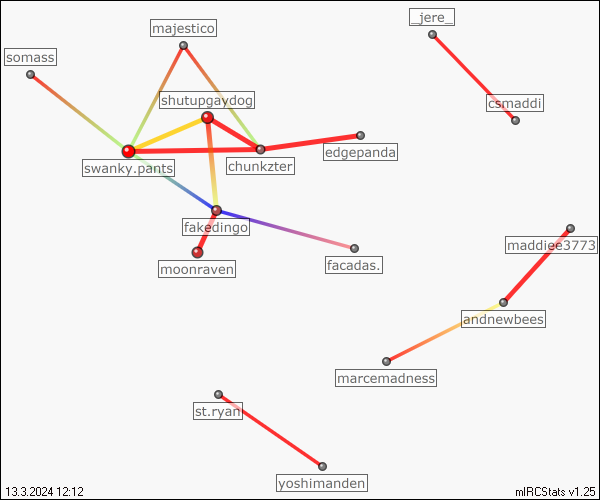 _jere_
majestico
somass
shutupgaydog
csmaddi
edgepanda
chunkzter
swanky.pants
fakedingo
maddiee3773
facadas.
moonraven
andnewbees
marcemadness
st.ryan
yoshimanden
13.3.2024 12:12
mIRCStats v1.25